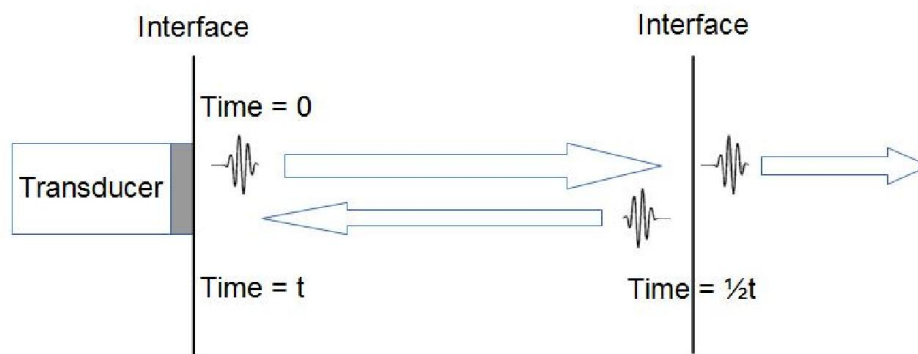 Interface
Interface
Time = 0
Transducer
Time = t
Time = ½t